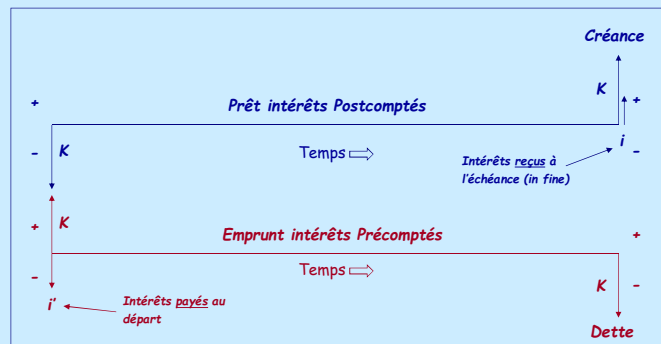 Créance
+ K +
Prêt intérêts Postcomptés
- K Temps i -
Intérêts reçus à
l'échéance (in fine)
+ K +
Emprunt intérêts Précomptés
- Temps K -
i' Intérêts payés au
départ
Dette